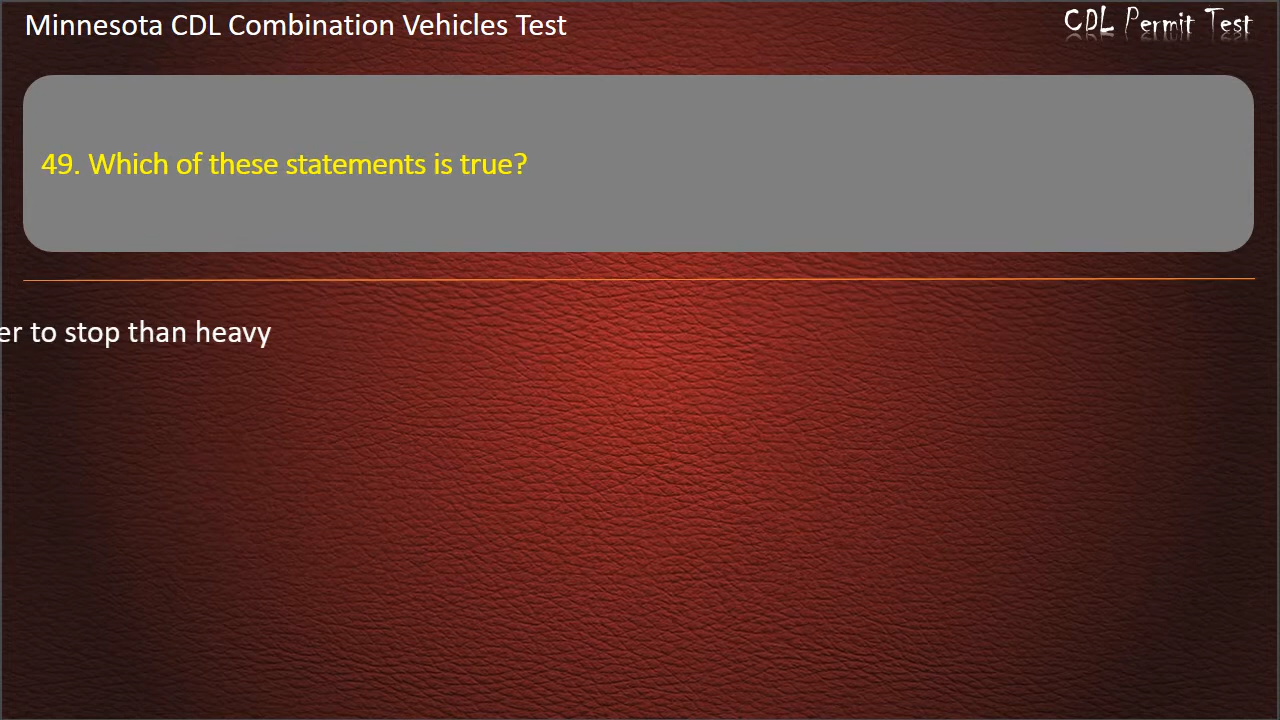 Minnesota CDL Combination Vehicles Test
CDL Permit Test
49. Which of these statements is true?
to stop than heavy